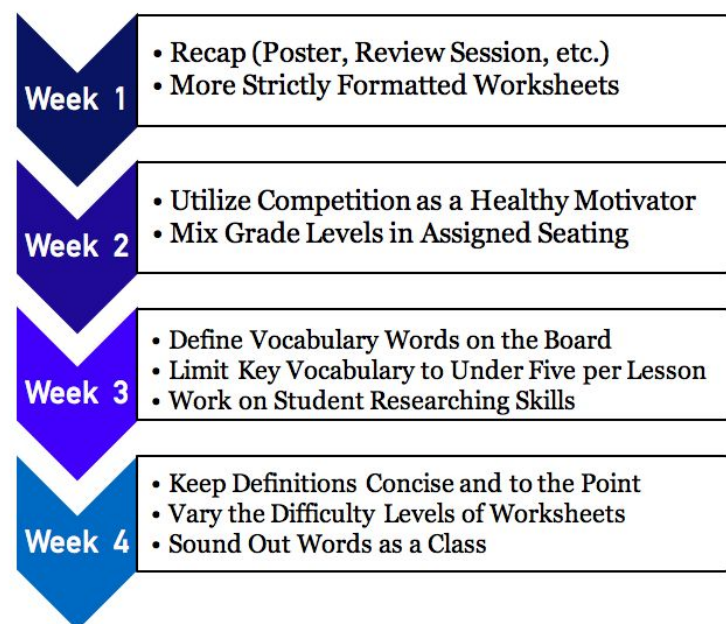 Week 1
• Recap (Poster, Review Session, etc.)
• More Strictly Formatted Worksheets
Week 2
• Utilize Competition as a Healthy Motivator
• Mix Grade Levels in Assigned Seating
Week 3
• Define Vocabulary Words on the Board
• Limit Key Vocabulary to Under Five per Lesson
• Work on Student Researching Skills
Week 4
• Keep Definitions Concise and to the Point
• Vary the Difficulty Levels of Worksheets
• Sound Out Words as a Class